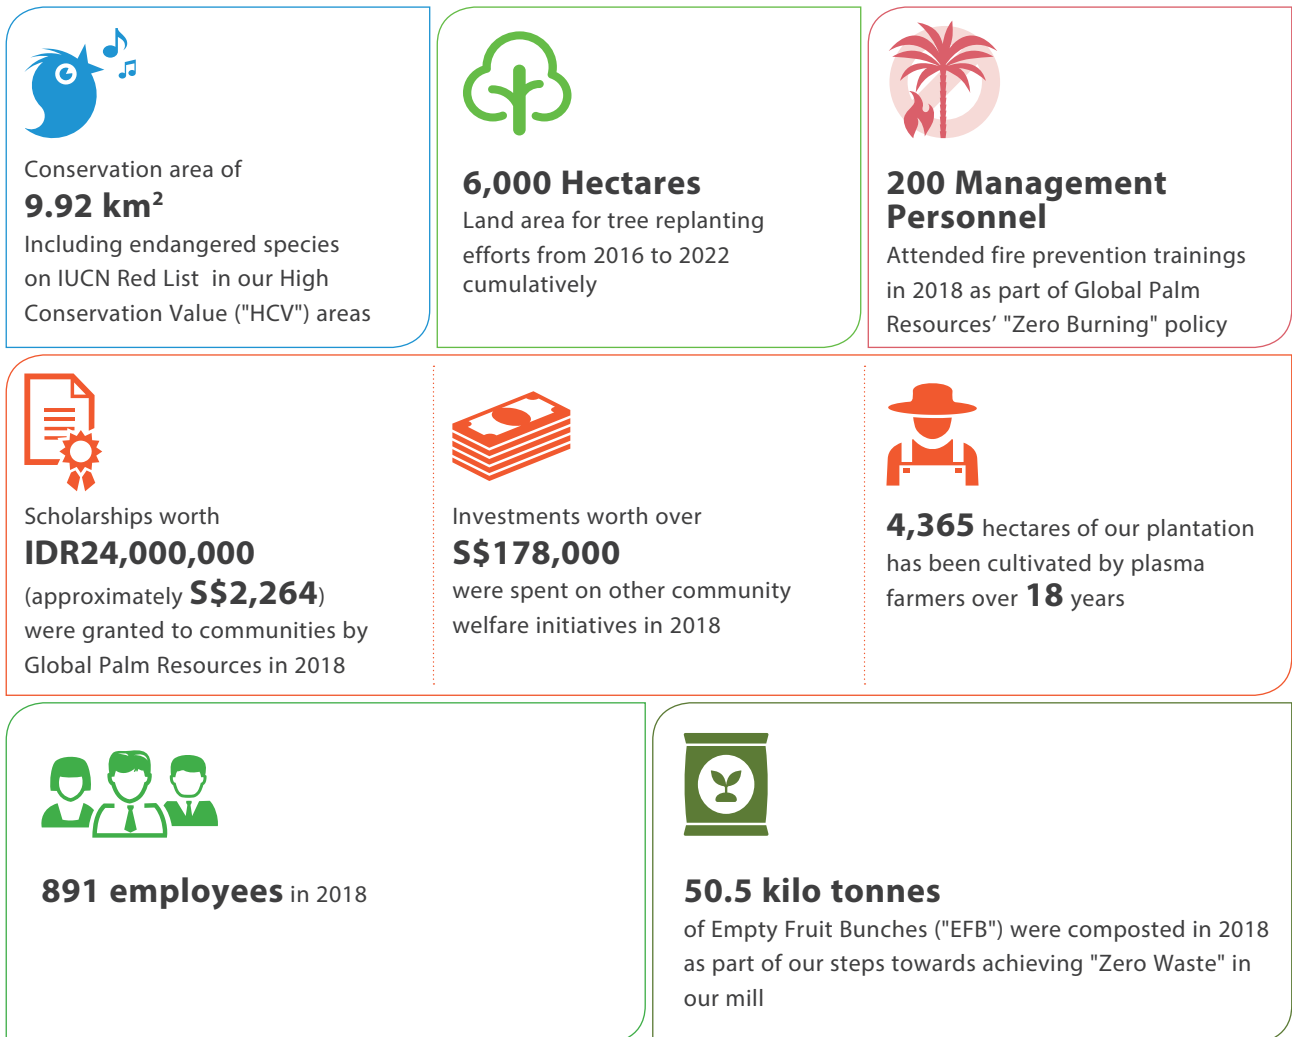 Conservation area of
9.92 km²
Including endangered species
on IUCN Red List in our High
Conservation Value ("HCV") areas
6,000 Hectares
Land area for tree replanting
efforts from 2016 to 2022
cumulatively
200 Management
Personnel
Attended fire prevention trainings
in 2018 as part of Global Palm
Resources’ "Zero Burning" policy
Scholarships worth
IDR24,000,000
(approximately S$2,264)
were granted to communities by
Global Palm Resources in 2018
Investments worth over
S$178,000
were spent on other community
welfare initiatives in 2018
4,365 hectares of our plantation
has been cultivated by plasma
farmers over 18 years
891 employees in 2018
50.5 kilo tonnes
of Empty Fruit Bunches ("EFB") were composted in 2018
as part of our steps towards achieving "Zero Waste" in
our mill